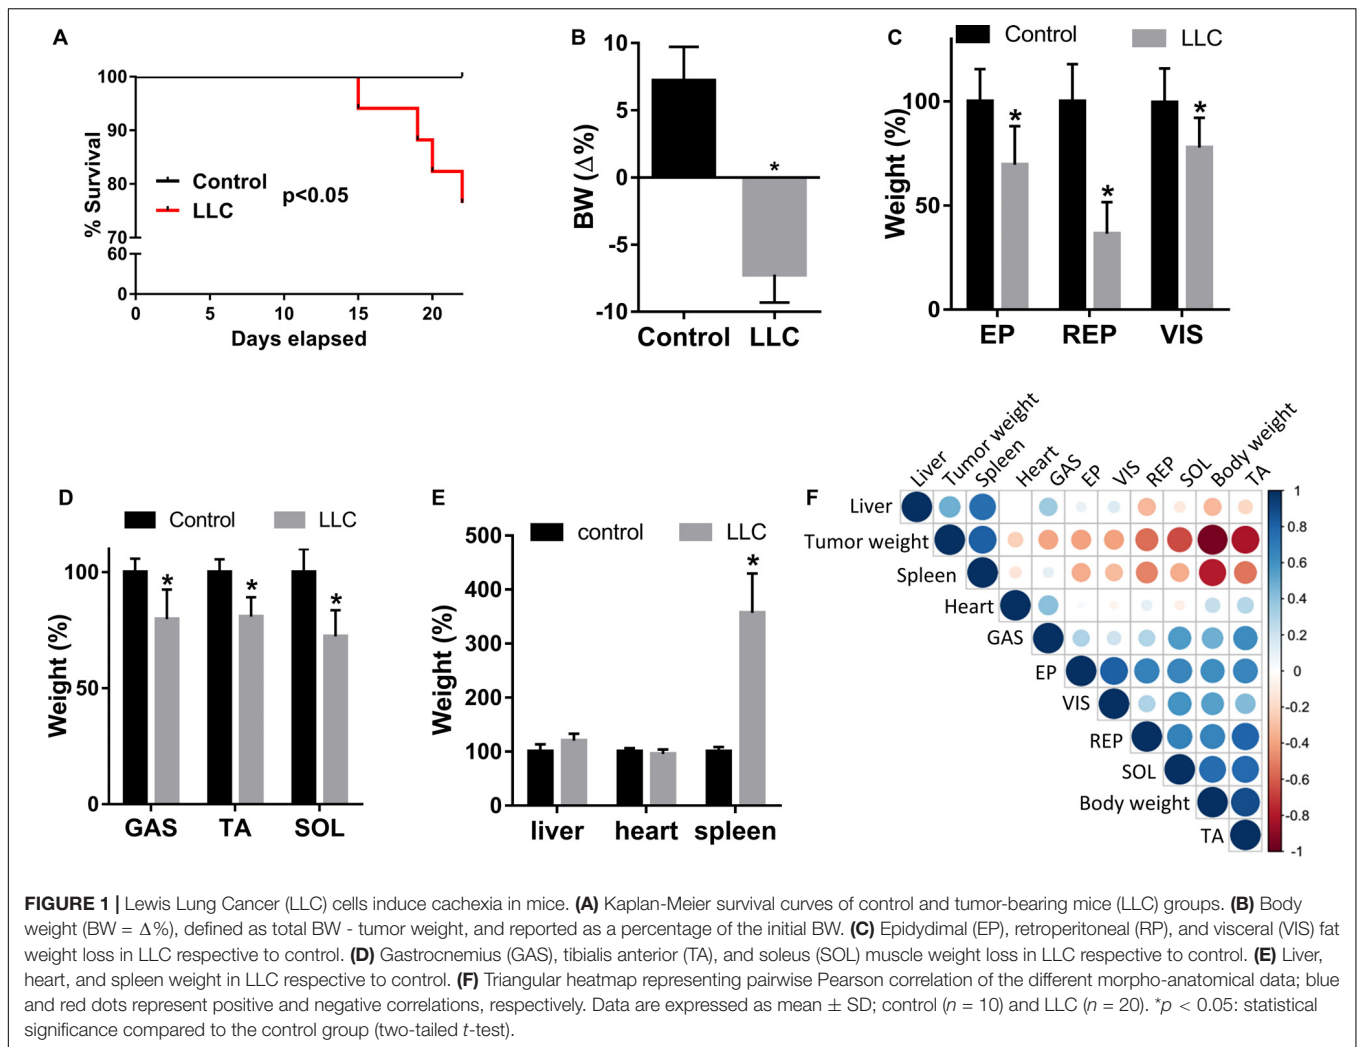 A
% Survival
100
90
80
70
60
0
Control
LLC
p<0.05
0 5 10 15 20
Days elapsed
B
BW (Δ%)
10
5
0
-5
-10
*
Control LLC
C
Control LLC
Weight (%)
100
50
0
* * *
EP REP VIS
D
Control LLC
Weight (%)
100
50
0
* * *
GAS TA SOL
E
control LLC
Weight (%)
500
400
300
200
100
0
*
liver heart spleen
F
Liver Tumor weight Spleen Heart GAS EP VIS REP SOL Body weight TA
Liver
Tumor weight
Spleen
Heart
GAS
EP
VIS
REP
SOL
Body weight
TA
1
0.8
0.6
0.4
0.2
0
-0.2
-0.4
-0.6
-0.8
-1
FIGURE 1 | Lewis Lung Cancer (LLC) cells induce cachexia in mice. (A) Kaplan-Meier survival curves of control and tumor-bearing mice (LLC) groups. (B) Body
weight (BW = Δ%), defined as total BW - tumor weight, and reported as a percentage of the initial BW. (C) Epidydimal (EP), retroperitoneal (RP), and visceral (VIS) fat
weight loss in LLC respective to control. (D) Gastrocnemius (GAS), tibialis anterior (TA), and soleus (SOL) muscle weight loss in LLC respective to control. (E) Liver,
heart, and spleen weight in LLC respective to control. (F) Triangular heatmap representing pairwise Pearson correlation of the different morpho-anatomical data; blue
and red dots represent positive and negative correlations, respectively. Data are expressed as mean ± SD; control (n = 10) and LLC (n = 20). *p < 0.05: statistical
significance compared to the control group (two-tailed t-test).